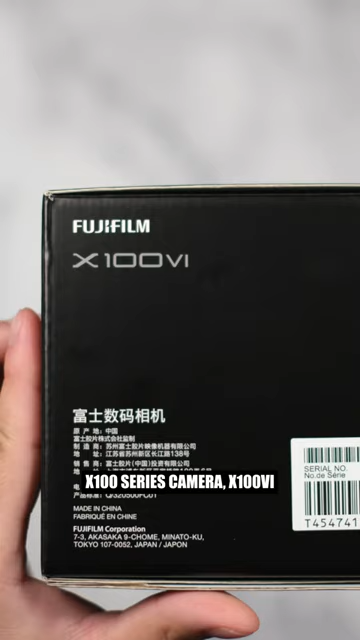 FUJIFILM
X100VI
富士数码相机
原 产 地: 中国
富士胶片株式会社监制
制 造 商: 苏州富士胶片映像机器有限公司
地 址: 江苏省苏州新区长江路138号
销 售 商: 富士胶片(中国)投资有限公司
X100 SERIES CAMERA, X100VI
产品标准:
MADE IN CHINA
FABRIQUÉ EN CHINE
FUJIFILM Corporation
7-3, AKASAKA 9-CHOME, MINATO-KU,
TOKYO 107-0052, JAPAN / JAPON
SERIAL NO.
No.de Série
T454741